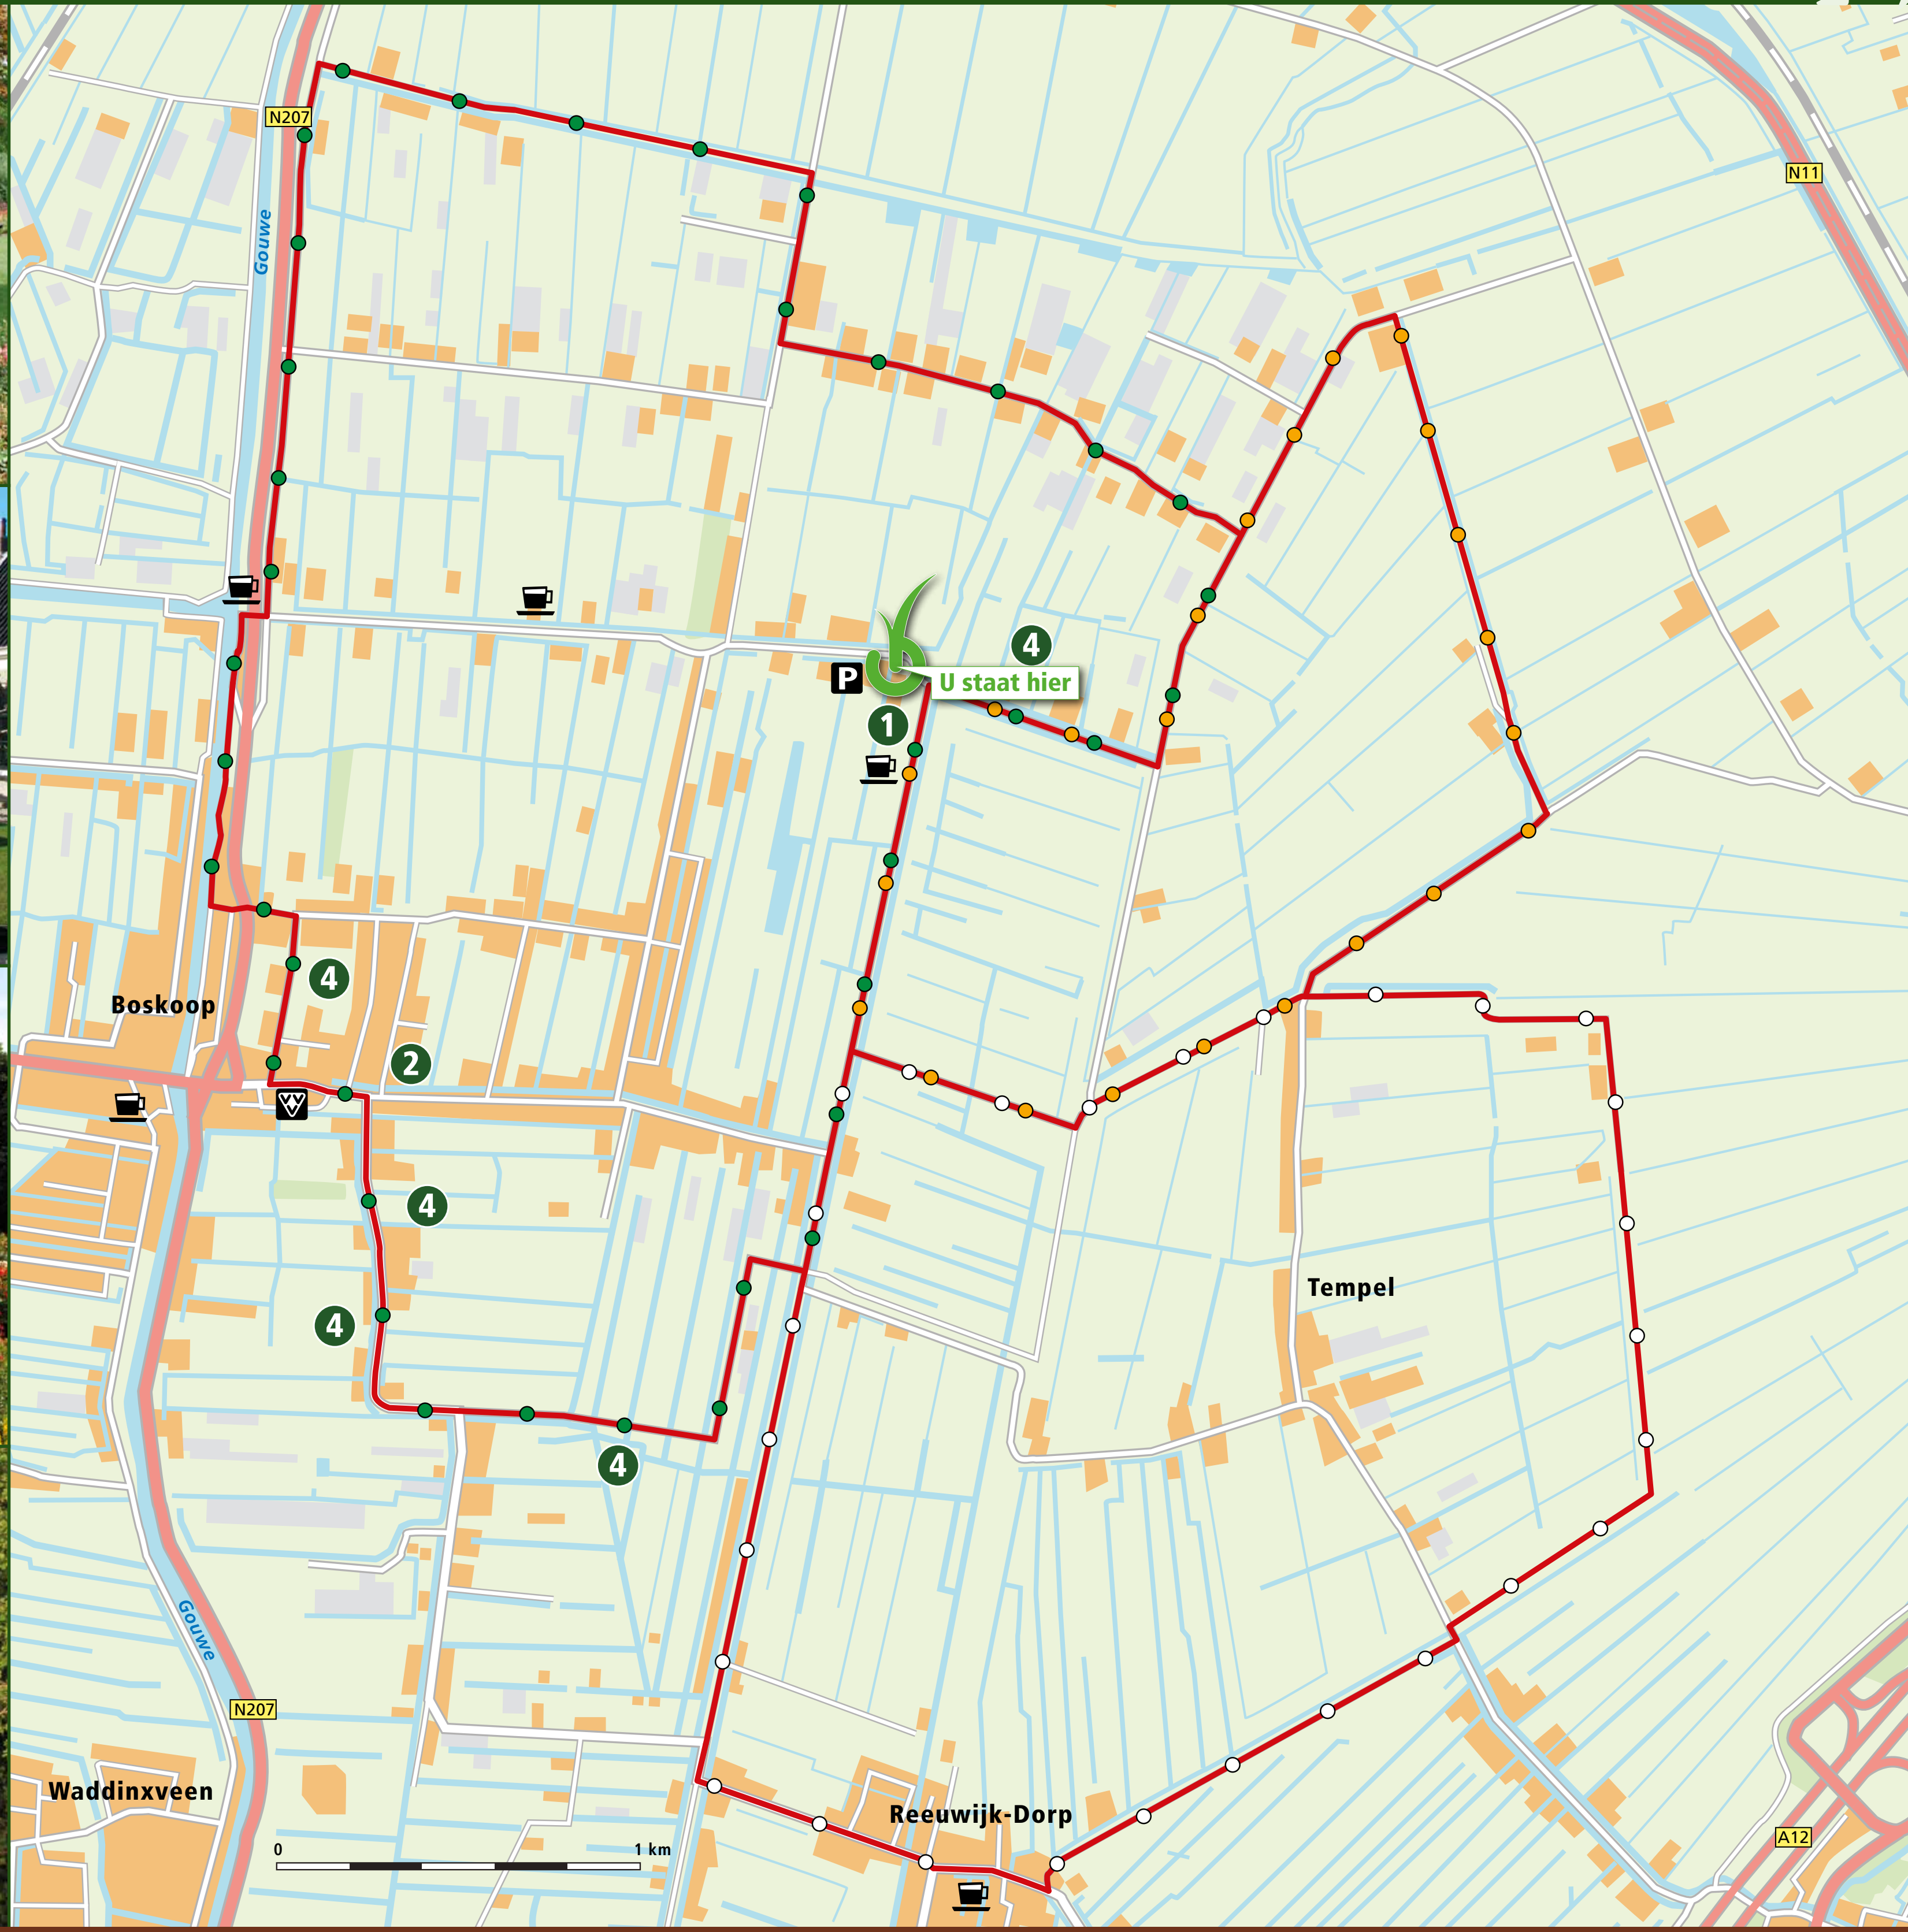 N207
N11
Gouwe
4
P
U staat hier
1
4
Boskoop
2
4
Tempel
4
4
Gouwe
N207
Waddinxveen
Reeuwijk-Dorp
A12
0 1 km